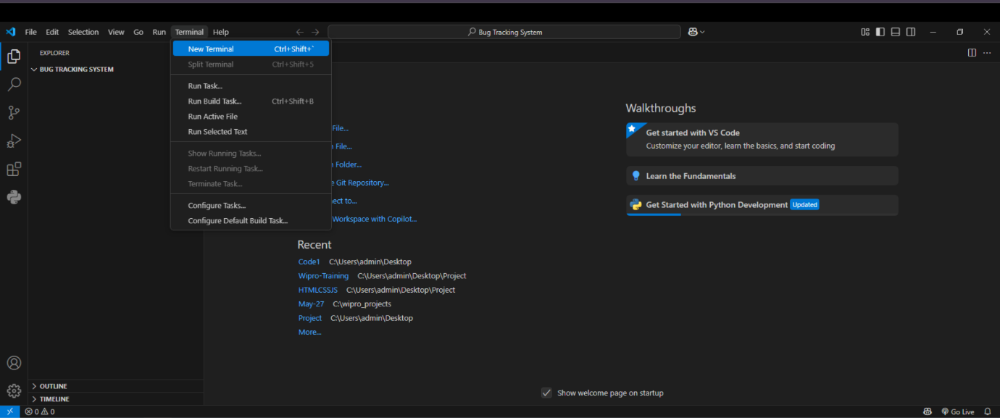 File Edit Selection View Go Run Terminal Help
Bug Tracking System
EXPLORER
BUG TRACKING SYSTEM
New Terminal Ctrl+Shift+`
Split Terminal Ctrl+Shift+5
Run Task...
Run Build Task... Ctrl+Shift+B
Run Active File
Run Selected Text
Show Running Tasks...
Restart Running Task...
Terminate Task...
Configure Tasks...
Configure Default Build Task...
File...
File...
Folder...
Git Repository...
to...
Workspace with Copilot...
Recent
Code1 C:\Users\admin\Desktop
Wipro-Training C:\Users\admin\Desktop\Project
HTMLCSSJS C:\Users\admin\Desktop\Project
May-27 C:\wipro_projects
Project C:\Users\admin\Desktop
More...
Walkthroughs
Get started with VS Code
Customize your editor, learn the basics, and start coding
Learn the Fundamentals
Get Started with Python Development Updated
Show welcome page on startup
OUTLINE
TIMELINE
0 0
Go Live